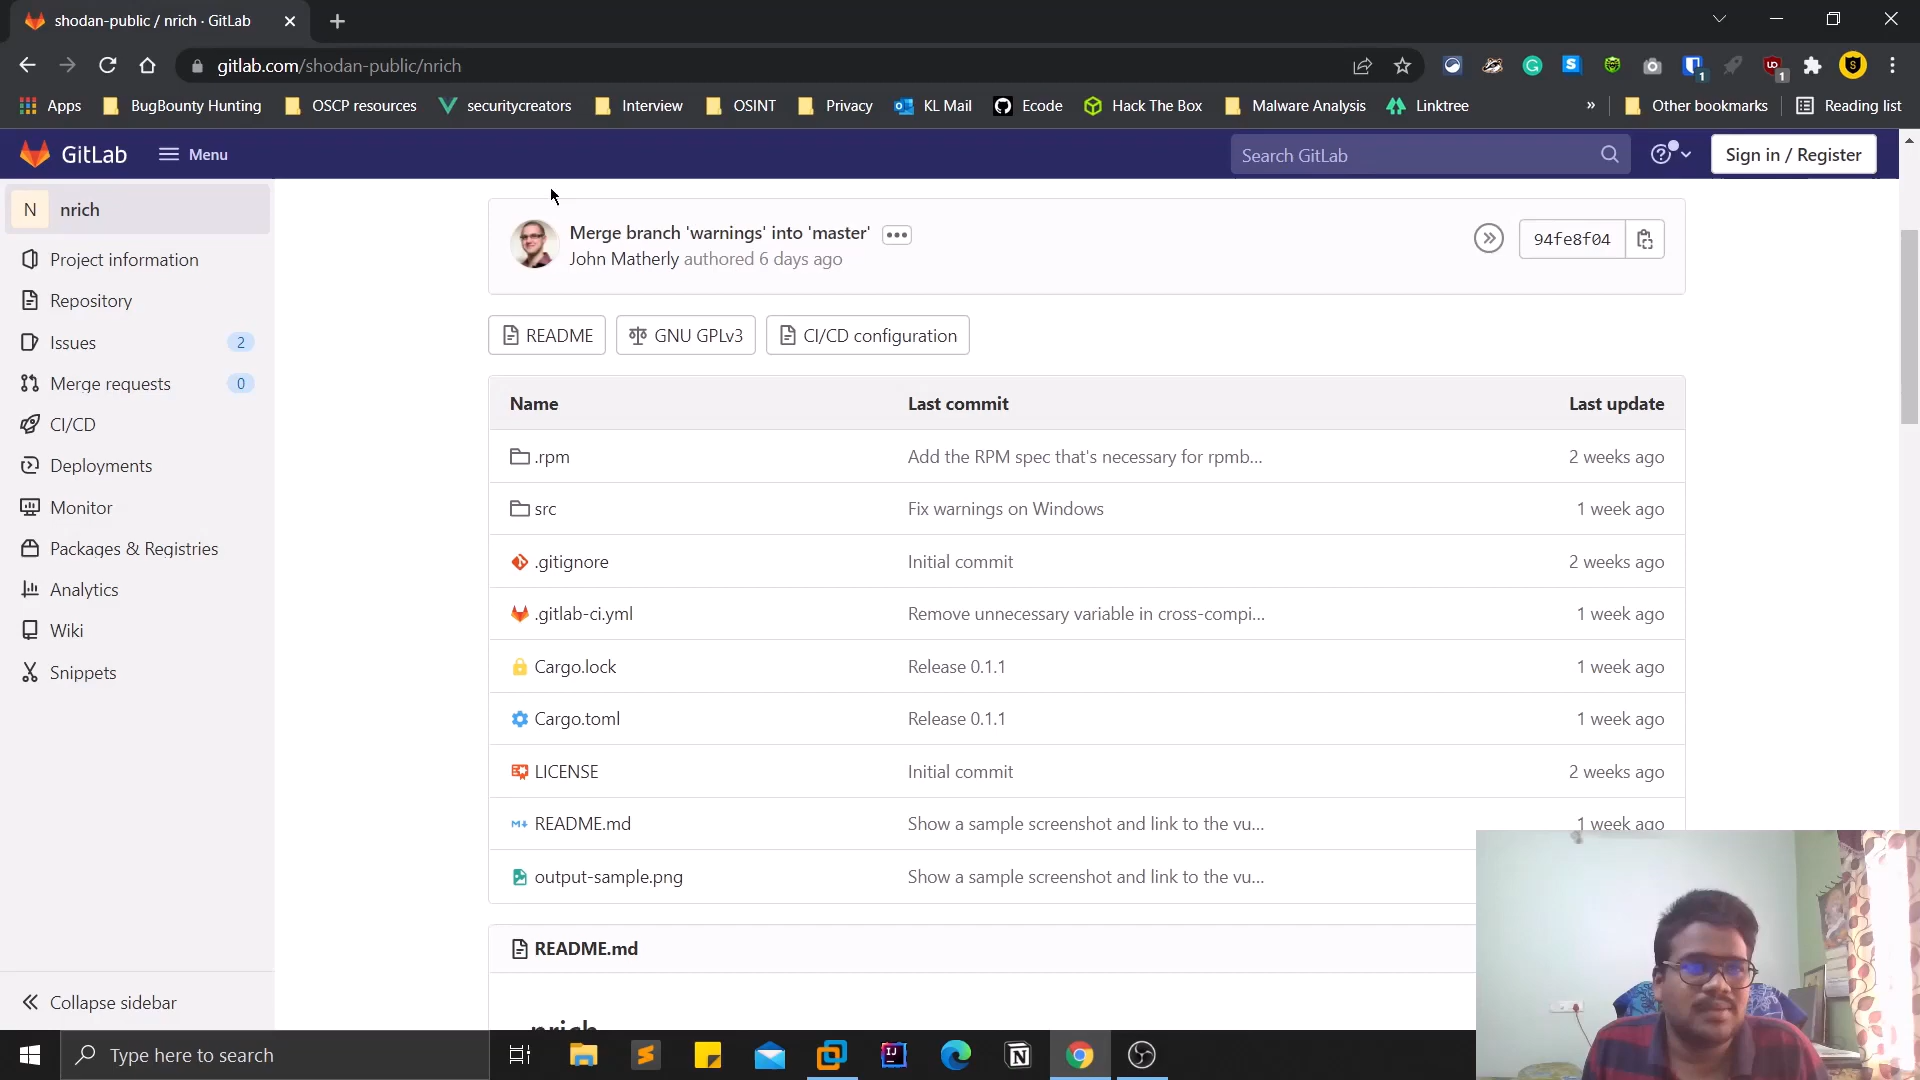 shodan-public / nrich · GitLab
gitlab.com/shodan-public/nrich
1
1
Apps
BugBounty Hunting
OSCP resources
securitycreators
Interview
OSINT
Privacy
KL Mail
Ecode
Hack The Box
Malware Analysis
Linktree
»
Other bookmarks
Reading list
GitLab
Menu
Search GitLab
Sign in / Register
N nrich
Project information
Repository
Issues 2
Merge requests 0
CI/CD
Deployments
Monitor
Packages & Registries
Analytics
Wiki
Snippets
Collapse sidebar
Merge branch 'warnings' into 'master'
John Matherly authored 6 days ago
94fe8f04
README
GNU GPLv3
CI/CD configuration
Name Last commit Last update
.rpm Add the RPM spec that's necessary for rpmb... 2 weeks ago
src Fix warnings on Windows 1 week ago
.gitignore Initial commit 2 weeks ago
.gitlab-ci.yml Remove unnecessary variable in cross-compi... 1 week ago
Cargo.lock Release 0.1.1 1 week ago
Cargo.toml Release 0.1.1 1 week ago
LICENSE Initial commit 2 weeks ago
README.md Show a sample screenshot and link to the vu... 1 week ago
output-sample.png Show a sample screenshot and link to the vu...
README.md
nrich
Type here to search